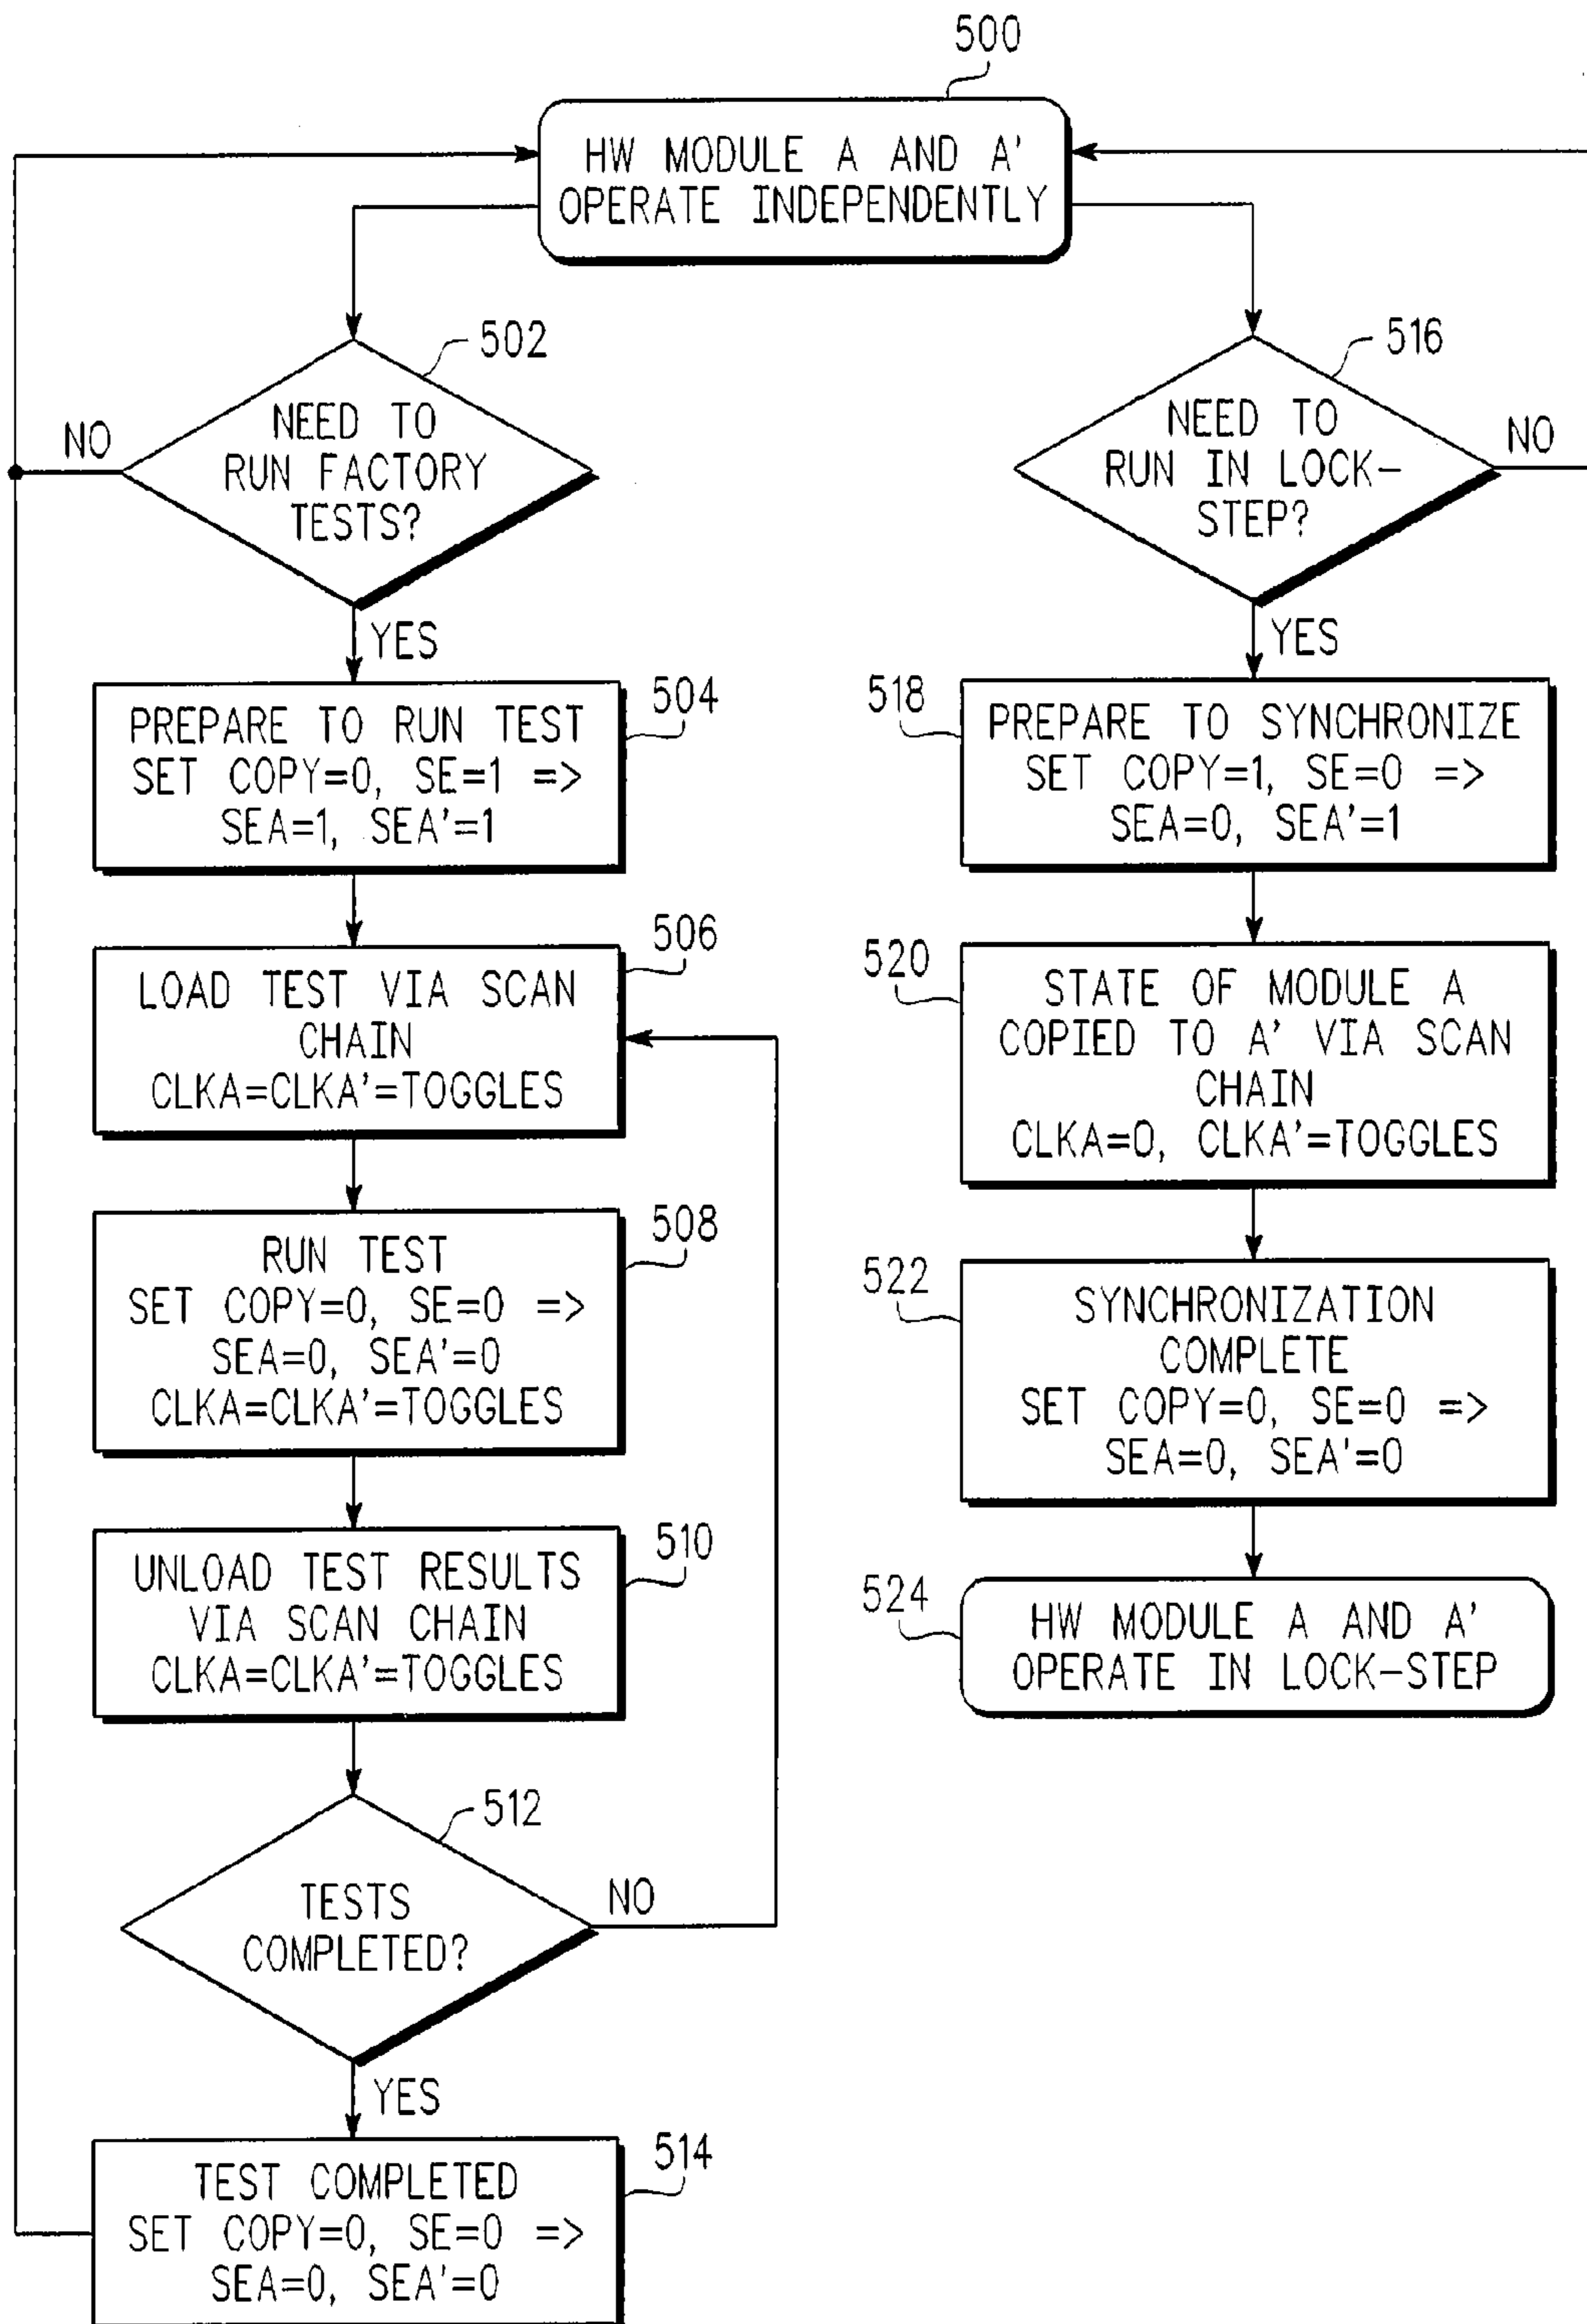 500
HW MODULE A AND A'
OPERATE INDEPENDENTLY
502
NEED TO
RUN FACTORY
TESTS?
NO
YES
504
PREPARE TO RUN TEST
SET COPY=0, SE=1 =>
SEA=1, SEA'=1
506
LOAD TEST VIA SCAN
CHAIN
CLKA=CLKA'=TOGGLES
508
RUN TEST
SET COPY=0, SE=0 =>
SEA=0, SEA'=0
CLKA=CLKA'=TOGGLES
510
UNLOAD TEST RESULTS
VIA SCAN CHAIN
CLKA=CLKA'=TOGGLES
512
TESTS
COMPLETED?
NO
YES
514
TEST COMPLETED
SET COPY=0, SE=0 =>
SEA=0, SEA'=0
516
NEED TO
RUN IN LOCK-
STEP?
NO
YES
518
PREPARE TO SYNCHRONIZE
SET COPY=1, SE=0 =>
SEA=0, SEA'=1
520
STATE OF MODULE A
COPIED TO A' VIA SCAN
CHAIN
CLKA=0, CLKA'=TOGGLES
522
SYNCHRONIZATION
COMPLETE
SET COPY=0, SE=0 =>
SEA=0, SEA'=0
524
HW MODULE A AND A'
OPERATE IN LOCK-STEP